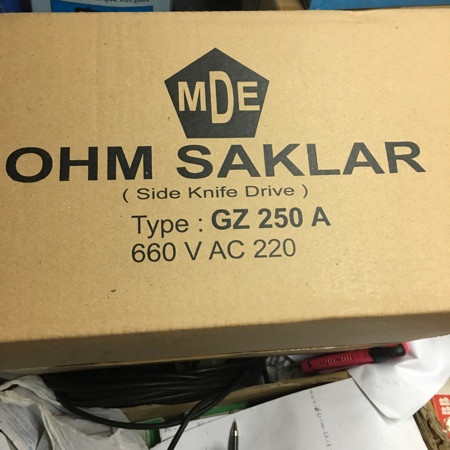 MDE
OHM SAKLAR
( Side Knife Drive )
Type : GZ 250 A
660 V AC 220